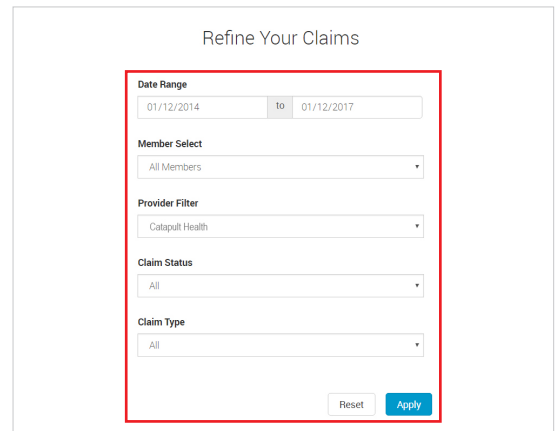 Refine Your Claims
Date Range
01/12/2014 to 01/12/2017
Member Select
All Members
Provider Filter
Catapult Health
Claim Status
All
Claim Type
All
Reset Apply